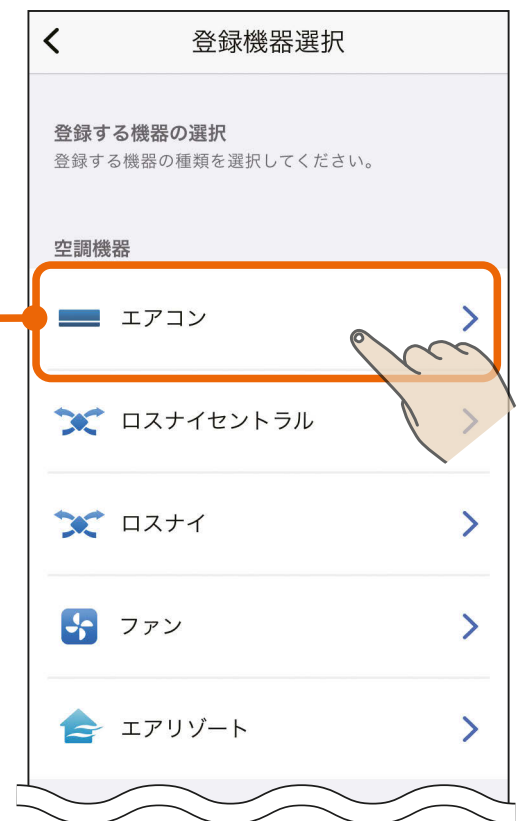 登録機器選択
登録する機器の選択
登録する機器の種類を選択してください。
空調機器
エアコン
ロスナイセントラル
ロスナイ
ファン
エアリゾート